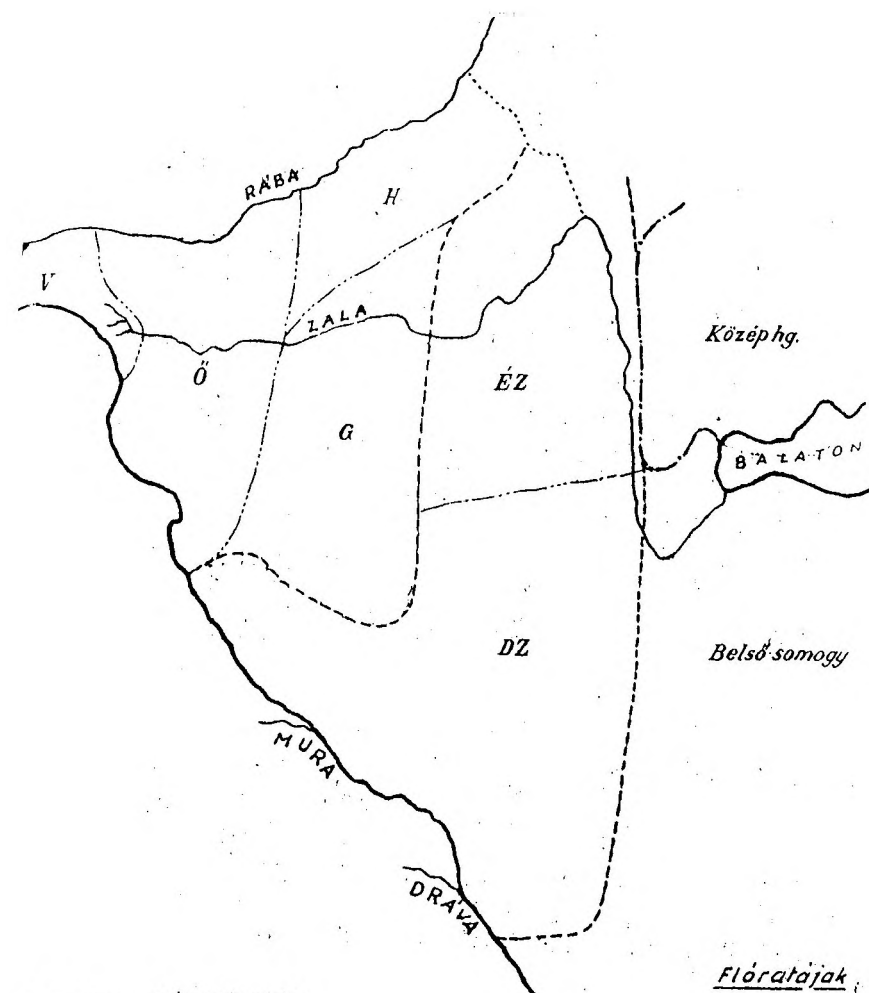 RÁBA
H
V
ZALA
Középhg.
Ő
ÉZ
G
BALATON
DZ
Belső somogy
MURA
DRÁVA
Flóratájak